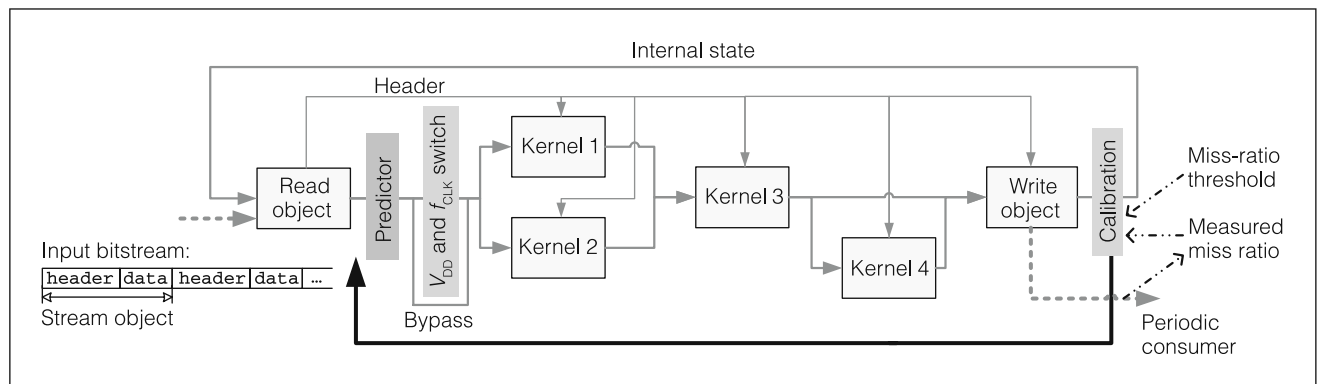 Internal state
Header
Kernel 1
Read
object
Predictor
V_DD and f_CLK switch
Kernel 2
Kernel 3
Kernel 4
Write
object
Calibration
Miss-ratio
threshold
Measured
miss ratio
Input bitstream:
header data header data ...
Stream object
Bypass
Periodic
consumer